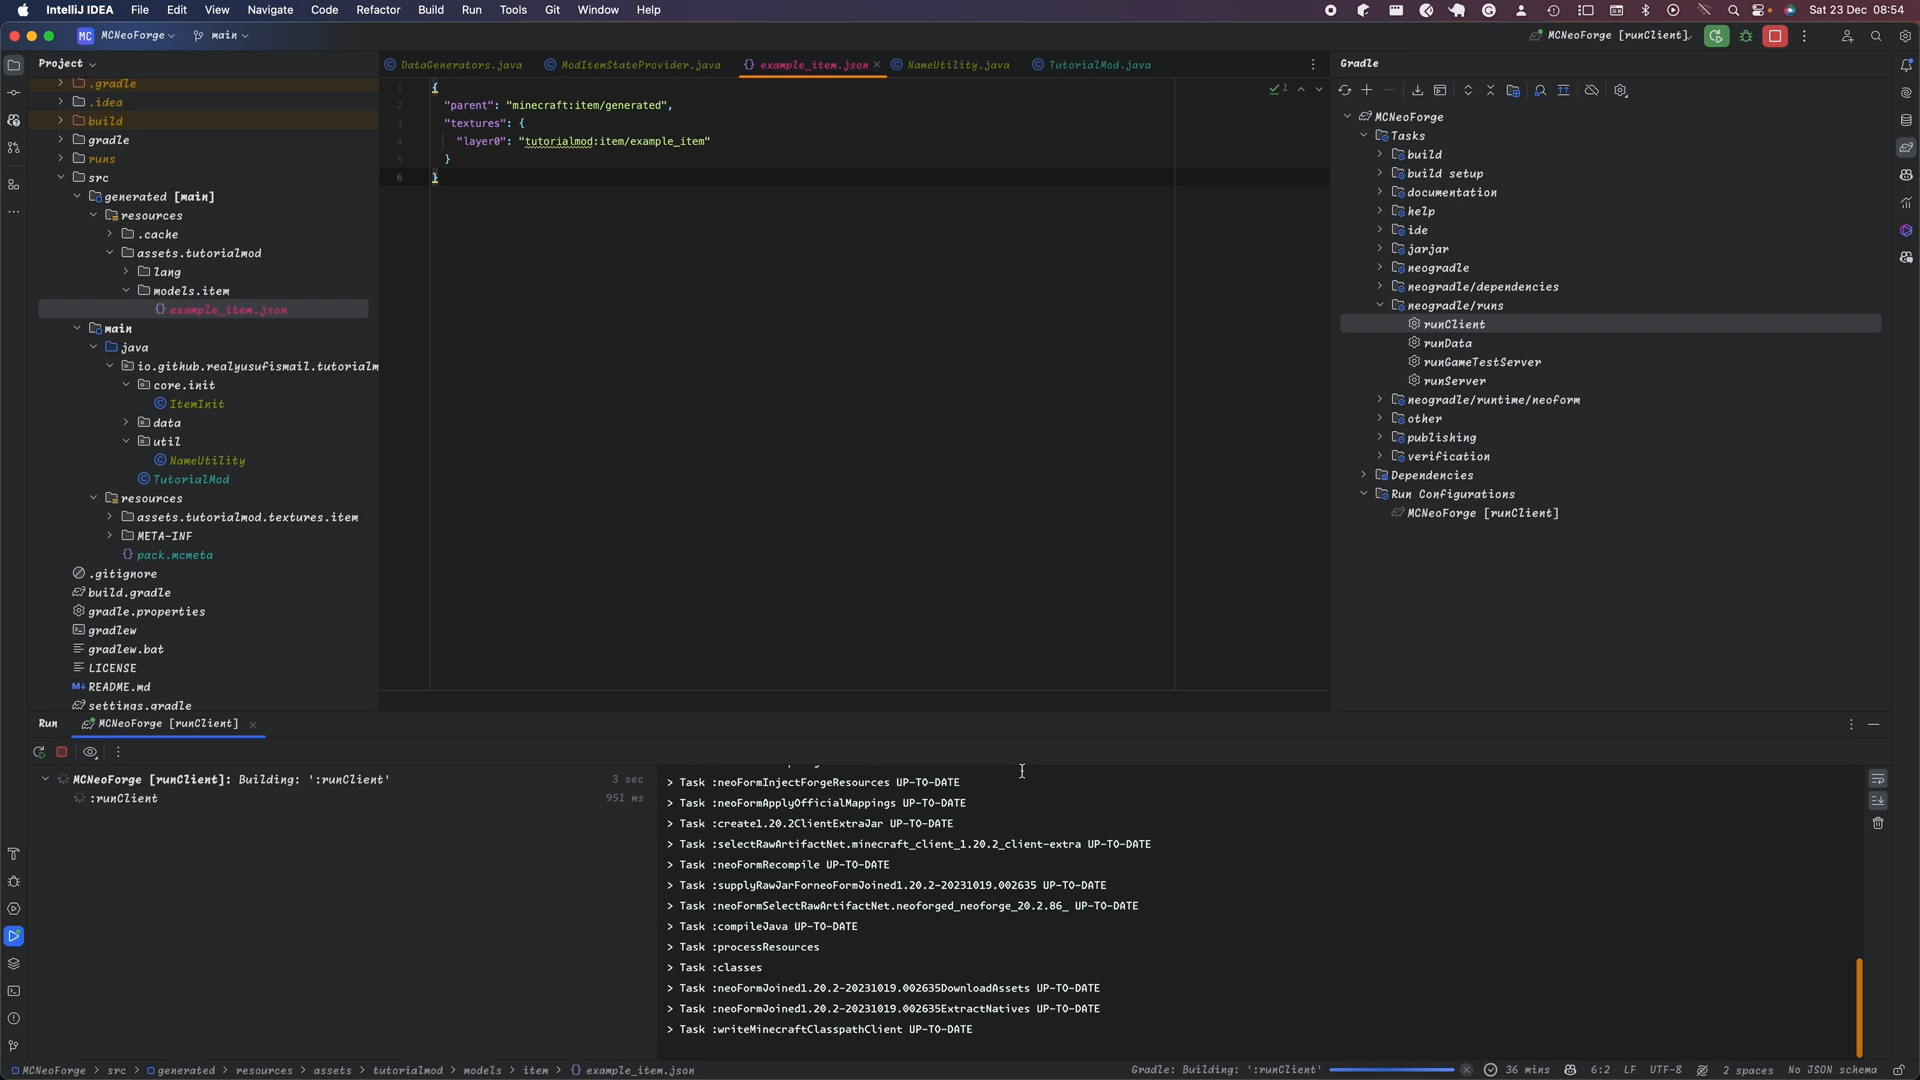 IntelliJ IDEA File Edit View Navigate Code Refactor Build Run Tools Git Window Help Sat 23 Dec 08:54
MC MCNeoForge main MCNeoForge [runClient]
Project
.gradle
.idea
build
gradle
runs
src
generated [main]
resources
.cache
assets.tutorialmod
lang
models.item
example_item.json
main
java
io.github.realyusufismail.tutorialm
core.init
ItemInit
data
util
NameUtility
TutorialMod
resources
assets.tutorialmod.textures.item
META-INF
pack.mcmeta
.gitignore
build.gradle
gradle.properties
gradlew
gradlew.bat
LICENSE
README.md
settings.gradle
DataGenerators.java ModItemStateProvider.java example_item.json NameUtility.java TutorialMod.java
1 {
2 "parent": "minecraft:item/generated",
3 "textures": {
4 "layer0": "tutorialmod:item/example_item"
5 }
6 }
1
Gradle
MCNeoForge
Tasks
build
build setup
documentation
help
ide
jarjar
neogradle
neogradle/dependencies
neogradle/runs
runClient
runData
runGameTestServer
runServer
neogradle/runtime/neoform
other
publishing
verification
Dependencies
Run Configurations
MCNeoForge [runClient]
Run MCNeoForge [runClient]
MCNeoForge [runClient]: Building: ':runClient' 3 sec
:runClient 951 ms
> Task :neoFormInjectForgeResources UP-TO-DATE
> Task :neoFormApplyOfficialMappings UP-TO-DATE
> Task :create1.20.2ClientExtraJar UP-TO-DATE
> Task :selectRawArtifactNet.minecraft_client_1.20.2_client-extra UP-TO-DATE
> Task :neoFormRecompile UP-TO-DATE
> Task :supplyRawJarForneoFormJoined1.20.2-20231019.002635 UP-TO-DATE
> Task :neoFormSelectRawArtifactNet.neoforged_neoforge_20.2.86_ UP-TO-DATE
> Task :compileJava UP-TO-DATE
> Task :processResources
> Task :classes
> Task :neoFormJoined1.20.2-20231019.002635DownloadAssets UP-TO-DATE
> Task :neoFormJoined1.20.2-20231019.002635ExtractNatives UP-TO-DATE
> Task :writeMinecraftClasspathClient UP-TO-DATE
MCNeoForge > src > generated > resources > assets > tutorialmod > models > item > example_item.json Gradle: Building: ':runClient' 36 mins 6:2 LF UTF-8 2 spaces No JSON schema